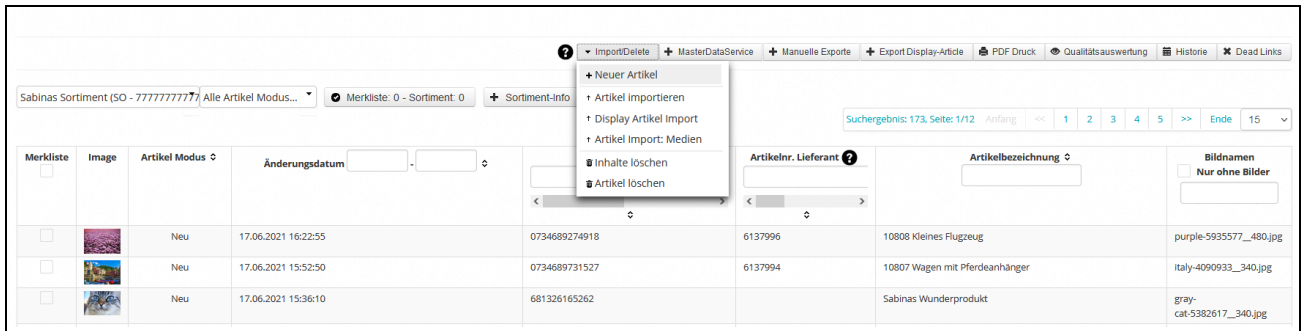 Import/Delete MasterDataService Manuelle Exporte Export Display-Article PDF Druck Qualitätsauswertung Historie Dead Links
Neuer Artikel
Artikel importieren
Display Artikel Import
Artikel Import: Medien
Inhalte löschen
Artikel löschen
Sabinas Sortiment (SO - 77777777777 Alle Artikel Modus... Merkliste: 0 - Sortiment: 0 Sortiment-Info
Suchergebnis: 173, Seite: 1/12 Anfang << 1 2 3 4 5 >> Ende 15
Merkliste Image Artikel Modus Änderungsdatum - Artikelnr. Lieferant Artikelbezeichnung Bildnamen
Nur ohne Bilder
Neu 17.06.2021 16:22:55 0734689274918 6137996 10808 Kleines Flugzeug purple-5935577__480.jpg
Neu 17.06.2021 15:52:50 0734689731527 6137994 10807 Wagen mit Pferdeanhänger italy-4090933__340.jpg
Neu 17.06.2021 15:36:10 681326165262 Sabinas Wunderprodukt gray-
cat-5382617__340.jpg